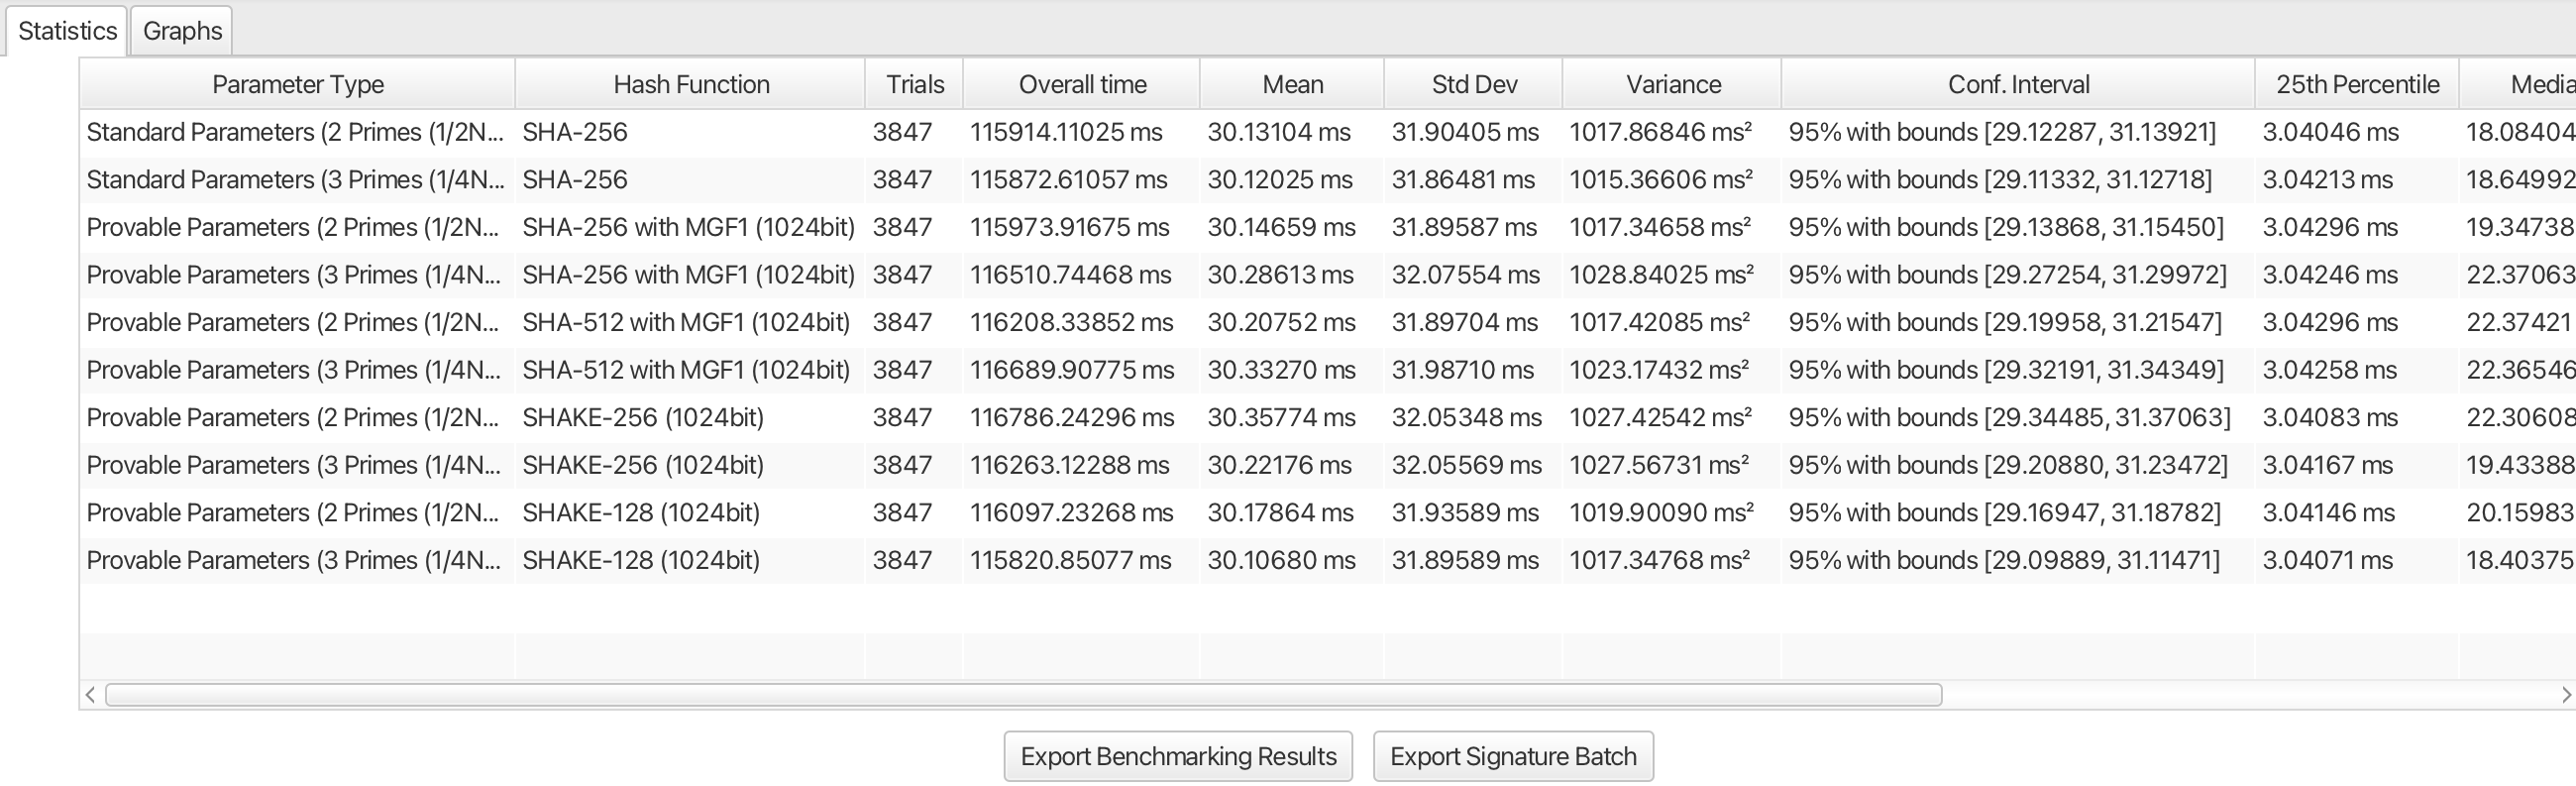 Statistics Graphs
Parameter Type Hash Function Trials Overall time Mean Std Dev Variance Conf. Interval 25th Percentile
Standard Parameters (2 Primes (1/2N... SHA-256 3847 115914.11025 ms 30.13104 ms 31.90405 ms 1017.86846 ms² 95% with bounds [29.12287, 31.13921] 3.04046 ms 18.08404
Standard Parameters (3 Primes (1/4N... SHA-256 3847 115872.61057 ms 30.12025 ms 31.86481 ms 1015.36606 ms² 95% with bounds [29.11332, 31.12718] 3.04213 ms 18.64992
Provable Parameters (2 Primes (1/2N... SHA-256 with MGF1 (1024bit) 3847 115973.91675 ms 30.14659 ms 31.89587 ms 1017.34658 ms² 95% with bounds [29.13868, 31.15450] 3.04296 ms 19.34738
Provable Parameters (3 Primes (1/4N... SHA-256 with MGF1 (1024bit) 3847 116510.74468 ms 30.28613 ms 32.07554 ms 1028.84025 ms² 95% with bounds [29.27254, 31.29972] 3.04246 ms 22.37063
Provable Parameters (2 Primes (1/2N... SHA-512 with MGF1 (1024bit) 3847 116208.33852 ms 30.20752 ms 31.89704 ms 1017.42085 ms² 95% with bounds [29.19958, 31.21547] 3.04296 ms 22.37421
Provable Parameters (3 Primes (1/4N... SHA-512 with MGF1 (1024bit) 3847 116689.90775 ms 30.33270 ms 31.98710 ms 1023.17432 ms² 95% with bounds [29.32191, 31.34349] 3.04258 ms 22.36546
Provable Parameters (2 Primes (1/2N... SHAKE-256 (1024bit) 3847 116786.24296 ms 30.35774 ms 32.05348 ms 1027.42542 ms² 95% with bounds [29.34485, 31.37063] 3.04083 ms 22.30608
Provable Parameters (3 Primes (1/4N... SHAKE-256 (1024bit) 3847 116263.12288 ms 30.22176 ms 32.05569 ms 1027.56731 ms² 95% with bounds [29.20880, 31.23472] 3.04167 ms 19.43388
Provable Parameters (2 Primes (1/2N... SHAKE-128 (1024bit) 3847 116097.23268 ms 30.17864 ms 31.93589 ms 1019.90090 ms² 95% with bounds [29.16947, 31.18782] 3.04146 ms 20.15983
Provable Parameters (3 Primes (1/4N... SHAKE-128 (1024bit) 3847 115820.85077 ms 30.10680 ms 31.89589 ms 1017.34768 ms² 95% with bounds [29.09889, 31.11471] 3.04071 ms 18.40375
Export Benchmarking Results Export Signature Batch